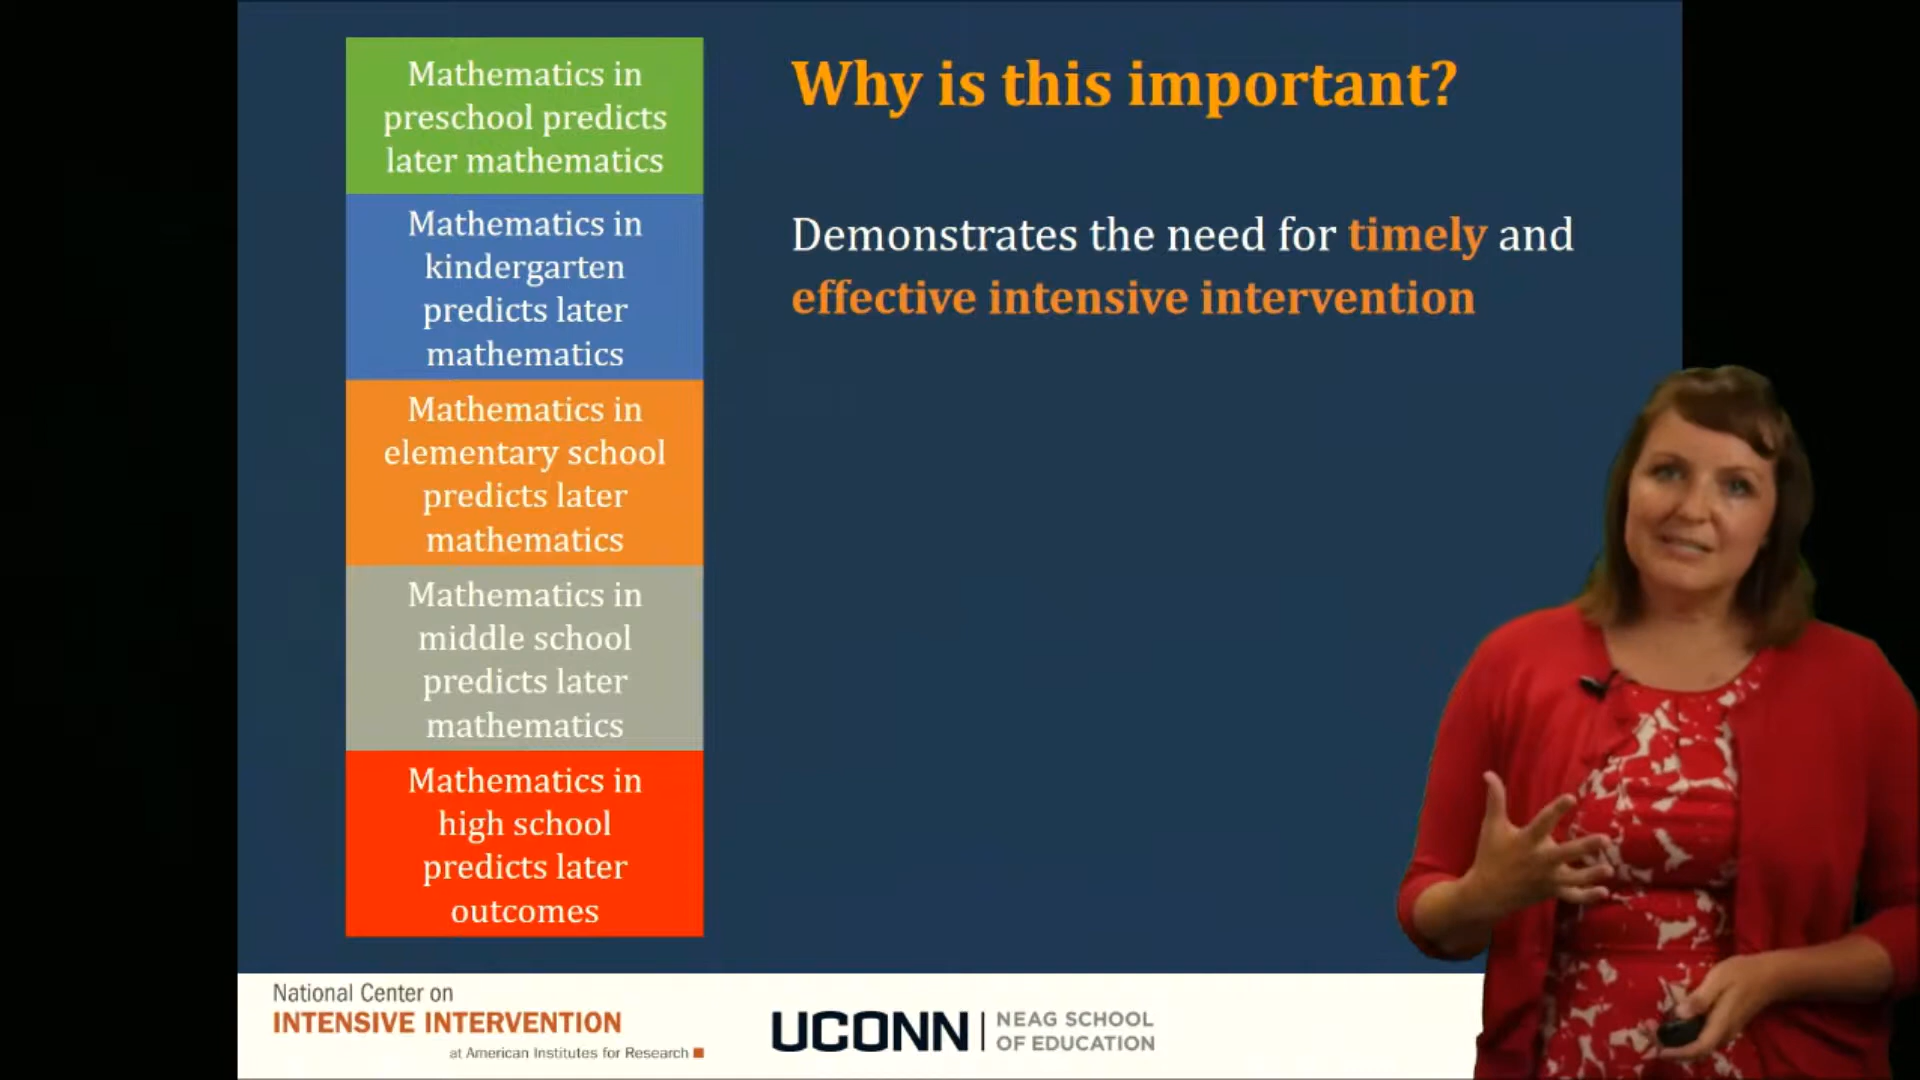 Mathematics in
preschool predicts
later mathematics
Mathematics in
kindergarten
predicts later
mathematics
Mathematics in
elementary school
predicts later
mathematics
Mathematics in
middle school
predicts later
mathematics
Mathematics in
high school
predicts later
outcomes
Why is this important?
Demonstrates the need for timely and
effective intensive intervention
National Center on
INTENSIVE INTERVENTION
at American Institutes for Research
UCONN
NEAG SCHOOL
OF EDUCATION